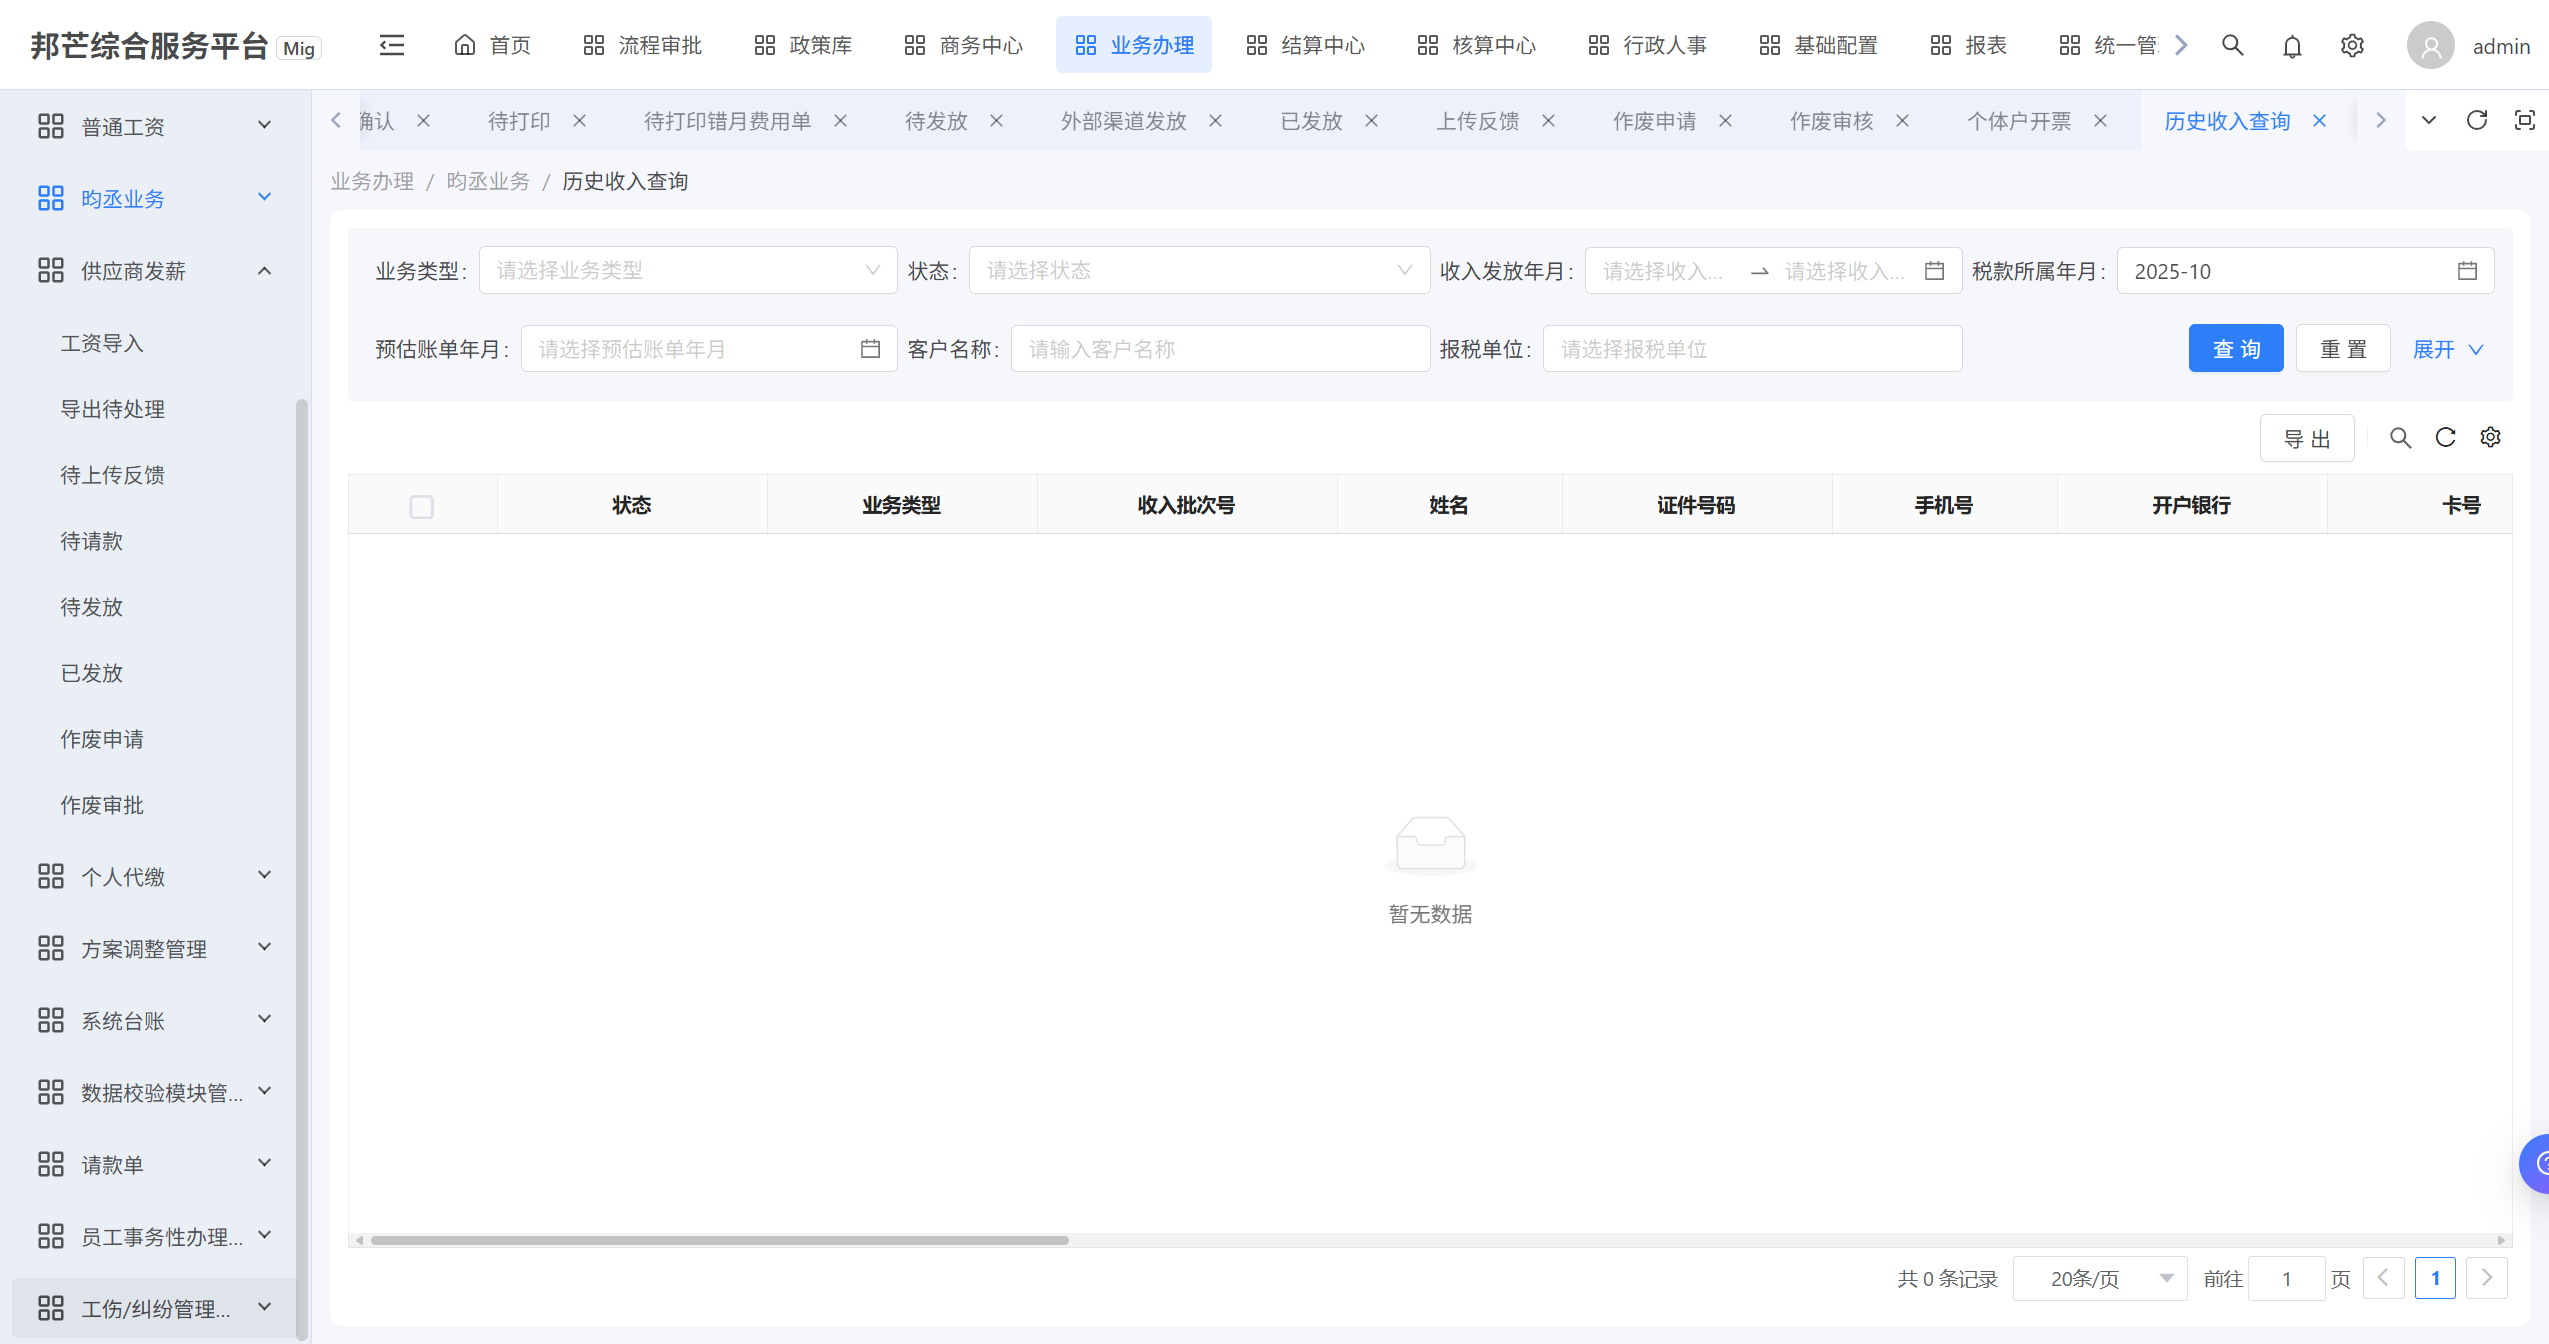 邦芒综合服务平台 Mig
首页 流程审批 政策库 商务中心 业务办理 结算中心 核算中心 行政人事 基础配置 报表 统一管
admin
普通工资
昀丞业务
供应商发薪
工资导入
导出待处理
待上传反馈
待请款
待发放
已发放
作废申请
作废审批
个人代缴
方案调整管理
系统台账
数据校验模块管...
请款单
员工事务性办理...
工伤/纠纷管理...
确认 待打印 待打印错月费用单 待发放 外部渠道发放 已发放 上传反馈 作废申请 作废审核 个体户开票 历史收入查询
业务办理 / 昀丞业务 / 历史收入查询
业务类型: 请选择业务类型 状态: 请选择状态 收入发放年月: 请选择收入... 请选择收入... 税款所属年月: 2025-10
预估账单年月: 请选择预估账单年月 客户名称: 请输入客户名称 报税单位: 请选择报税单位 查 询 重 置 展开
导 出
状态 业务类型 收入批次号 姓名 证件号码 手机号 开户银行 卡号
暂无数据
共 0 条记录 20条/页 前往 1 页 1